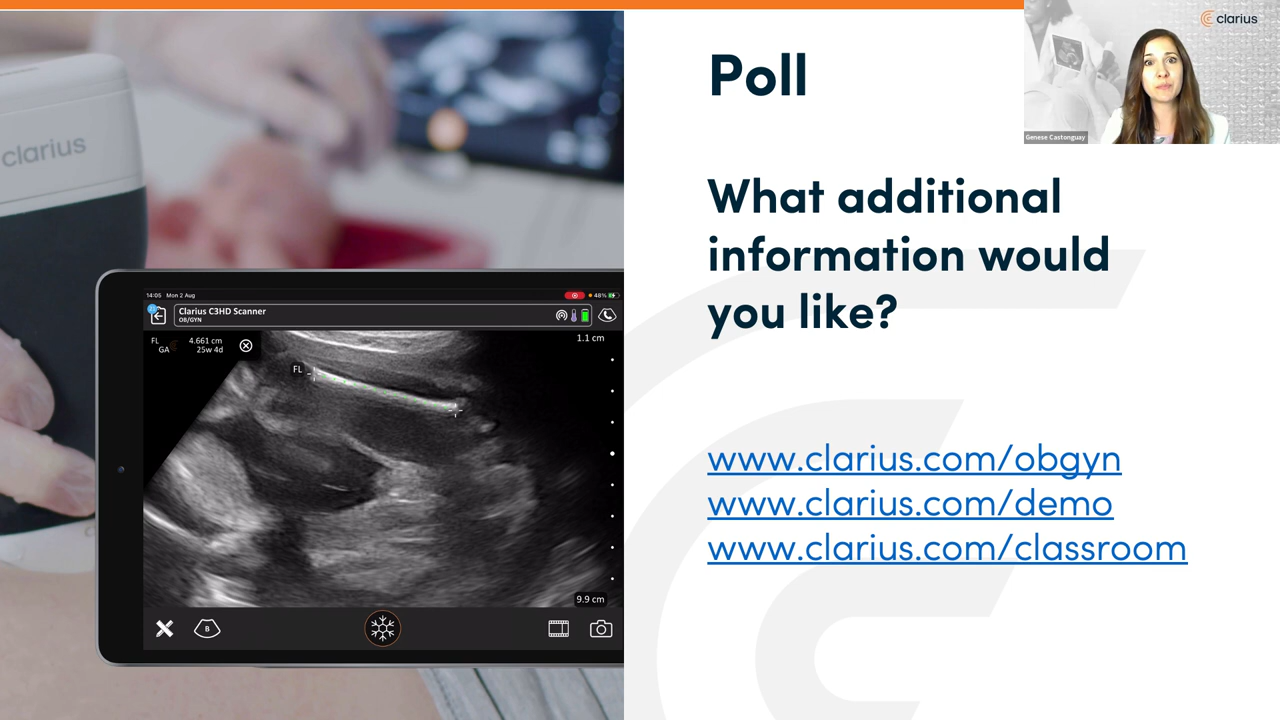 clarius
Genese Castonguay
Poll
What additional
information would
you like?
www.clarius.com/obgyn
www.clarius.com/demo
www.clarius.com/classroom
clarius
14:05 Mon 2 Aug
48%
Clarius C3HD Scanner
OB/GYN
FL 4.661 cm
GA 25w 4d
1.1 cm
FL
9.9 cm
B